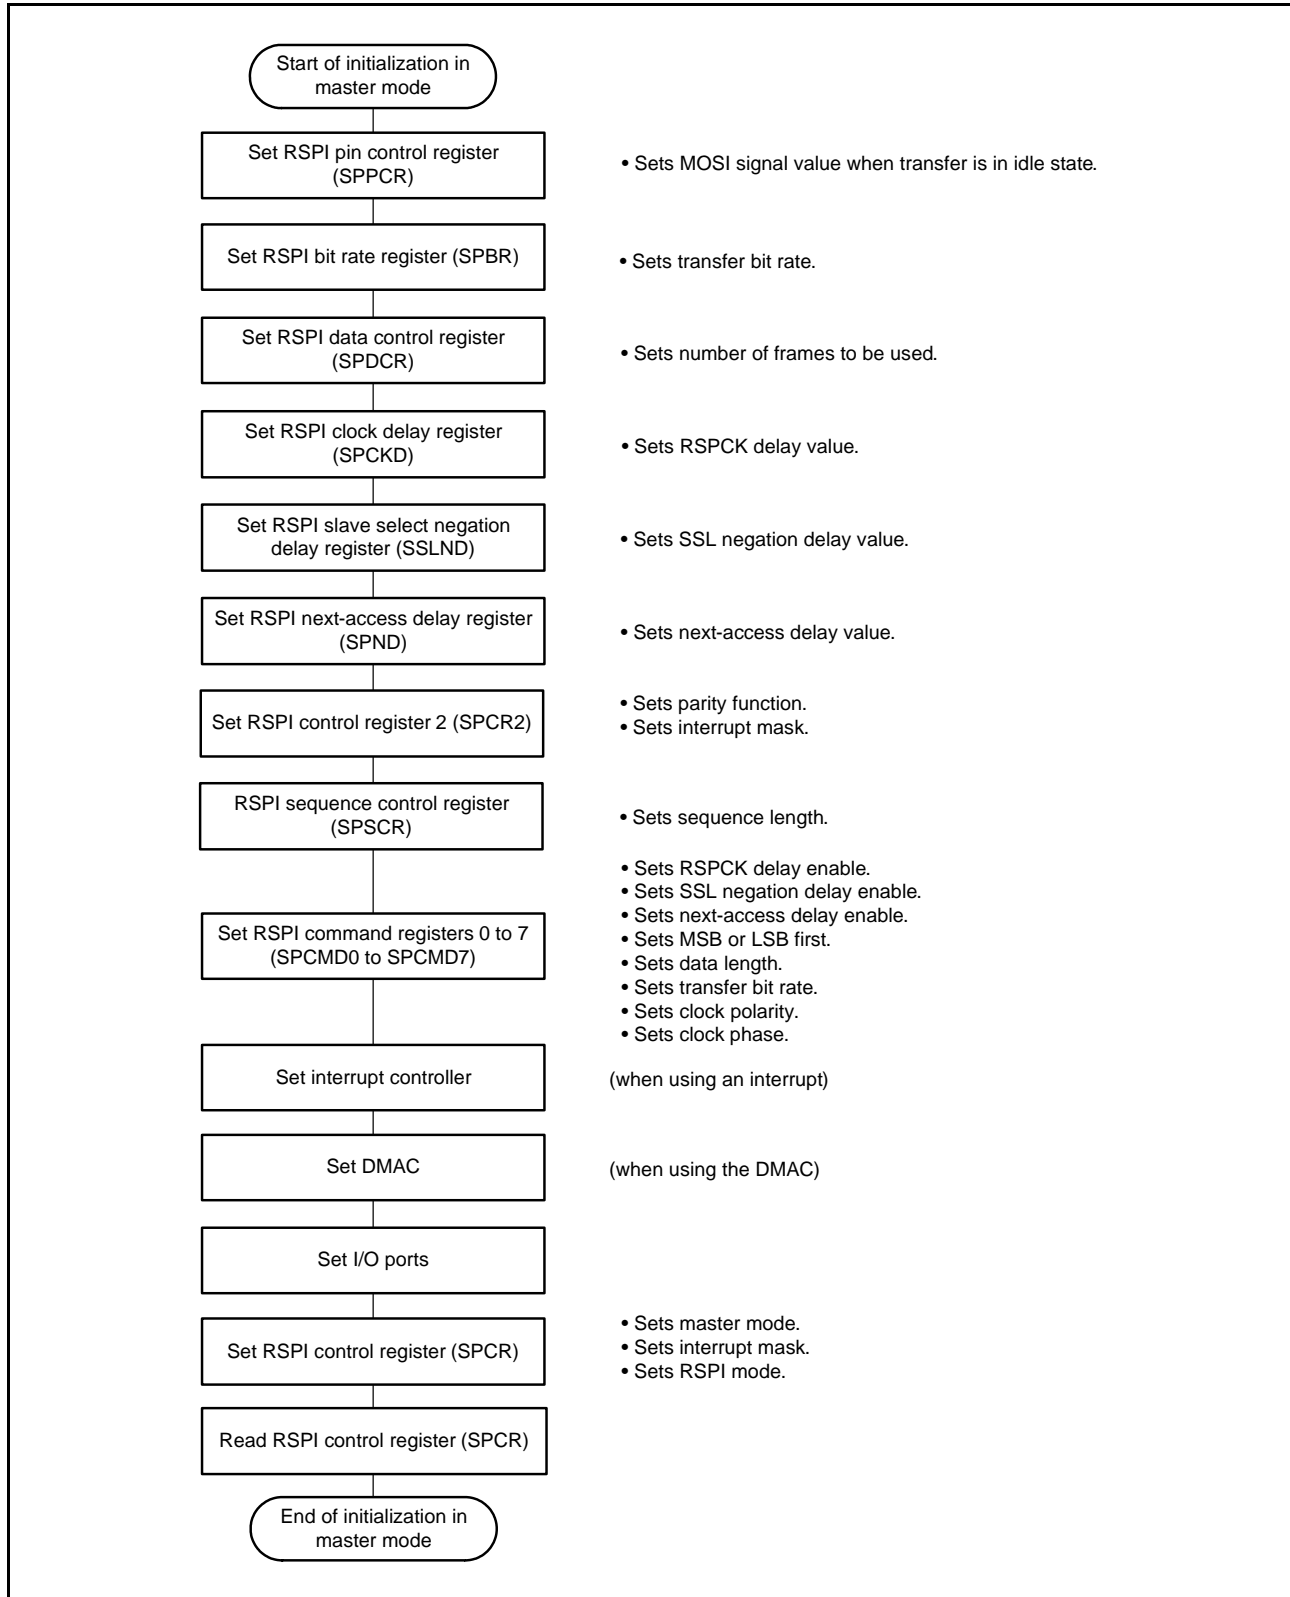 Start of initialization in
master mode
Set RSPI pin control register
(SPPCR)
• Sets MOSI signal value when transfer is in idle state.
Set RSPI bit rate register (SPBR)
• Sets transfer bit rate.
Set RSPI data control register
(SPDCR)
• Sets number of frames to be used.
Set RSPI clock delay register
(SPCKD)
• Sets RSPCK delay value.
Set RSPI slave select negation
delay register (SSLND)
• Sets SSL negation delay value.
Set RSPI next-access delay register
(SPND)
• Sets next-access delay value.
Set RSPI control register 2 (SPCR2)
• Sets parity function.
• Sets interrupt mask.
RSPI sequence control register
(SPSCR)
• Sets sequence length.
Set RSPI command registers 0 to 7
(SPCMD0 to SPCMD7)
• Sets RSPCK delay enable.
• Sets SSL negation delay enable.
• Sets next-access delay enable.
• Sets MSB or LSB first.
• Sets data length.
• Sets transfer bit rate.
• Sets clock polarity.
• Sets clock phase.
Set interrupt controller
(when using an interrupt)
Set DMAC
(when using the DMAC)
Set I/O ports
Set RSPI control register (SPCR)
• Sets master mode.
• Sets interrupt mask.
• Sets RSPI mode.
Read RSPI control register (SPCR)
End of initialization in
master mode